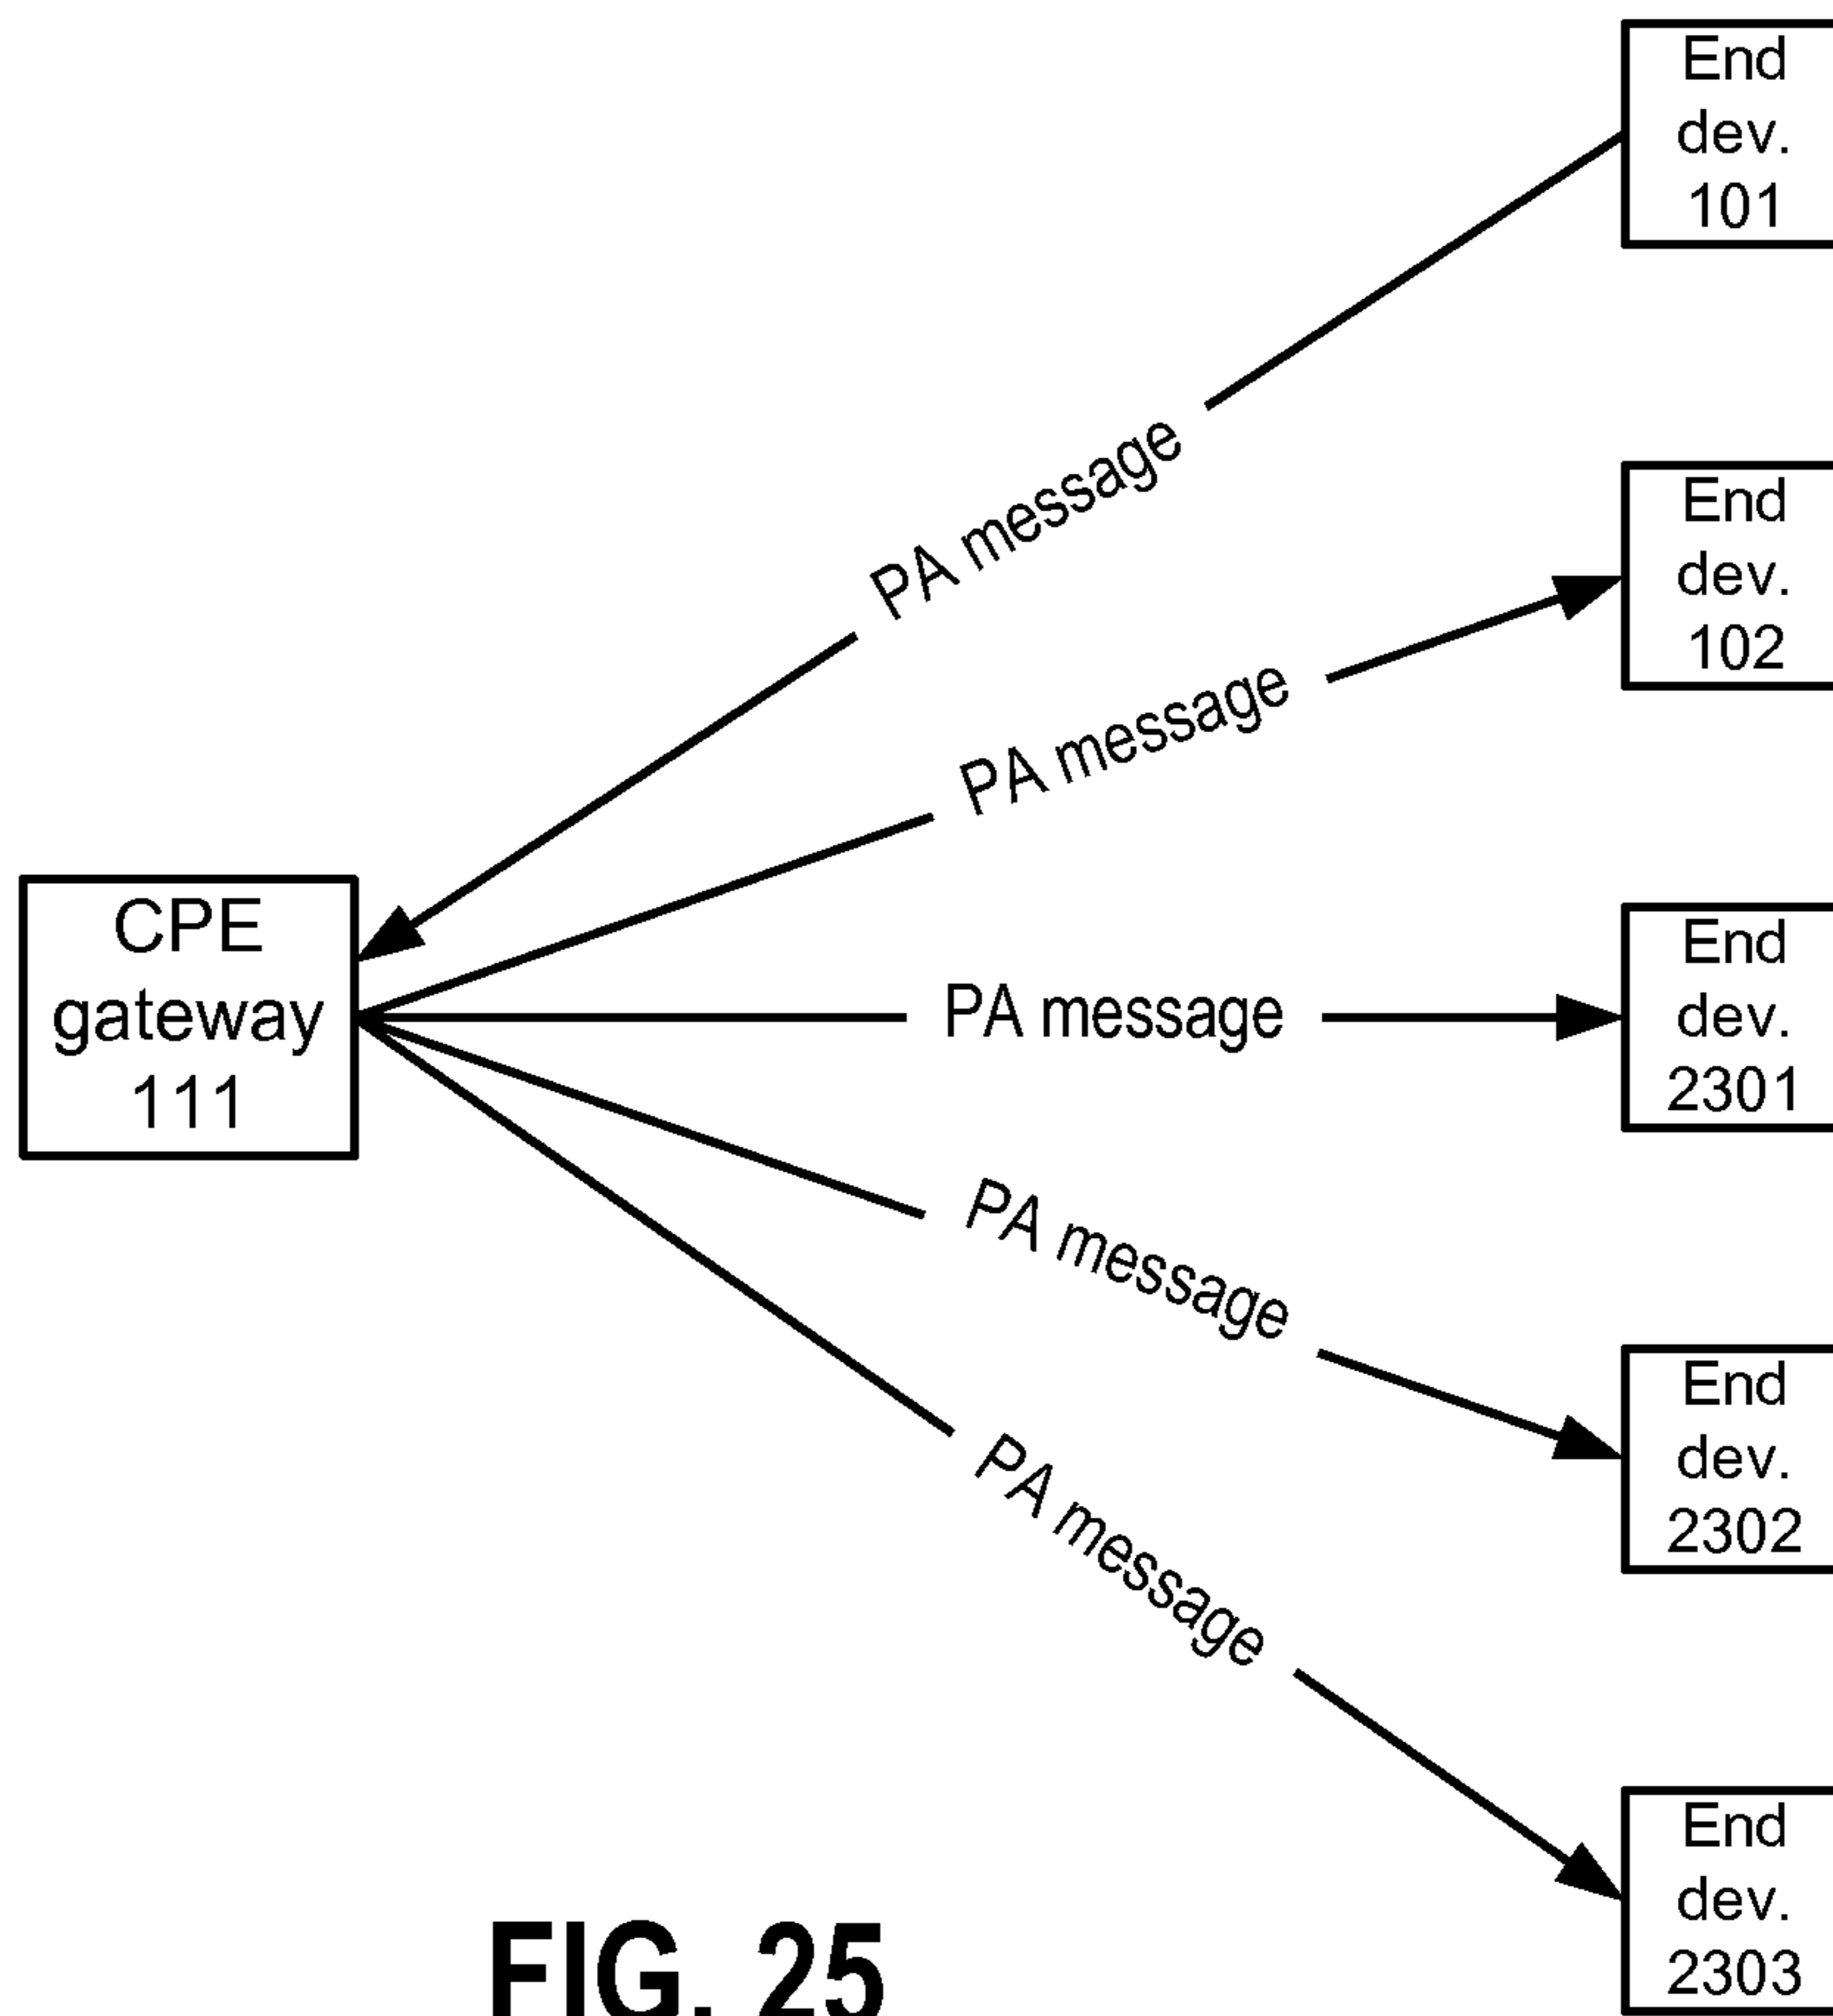 End
dev.
101
PA message
End
dev.
102
PA message
CPE
gateway
111
End
dev.
2301
PA message
PA message
End
dev.
2302
PA message
End
dev.
2303
FIG. 25